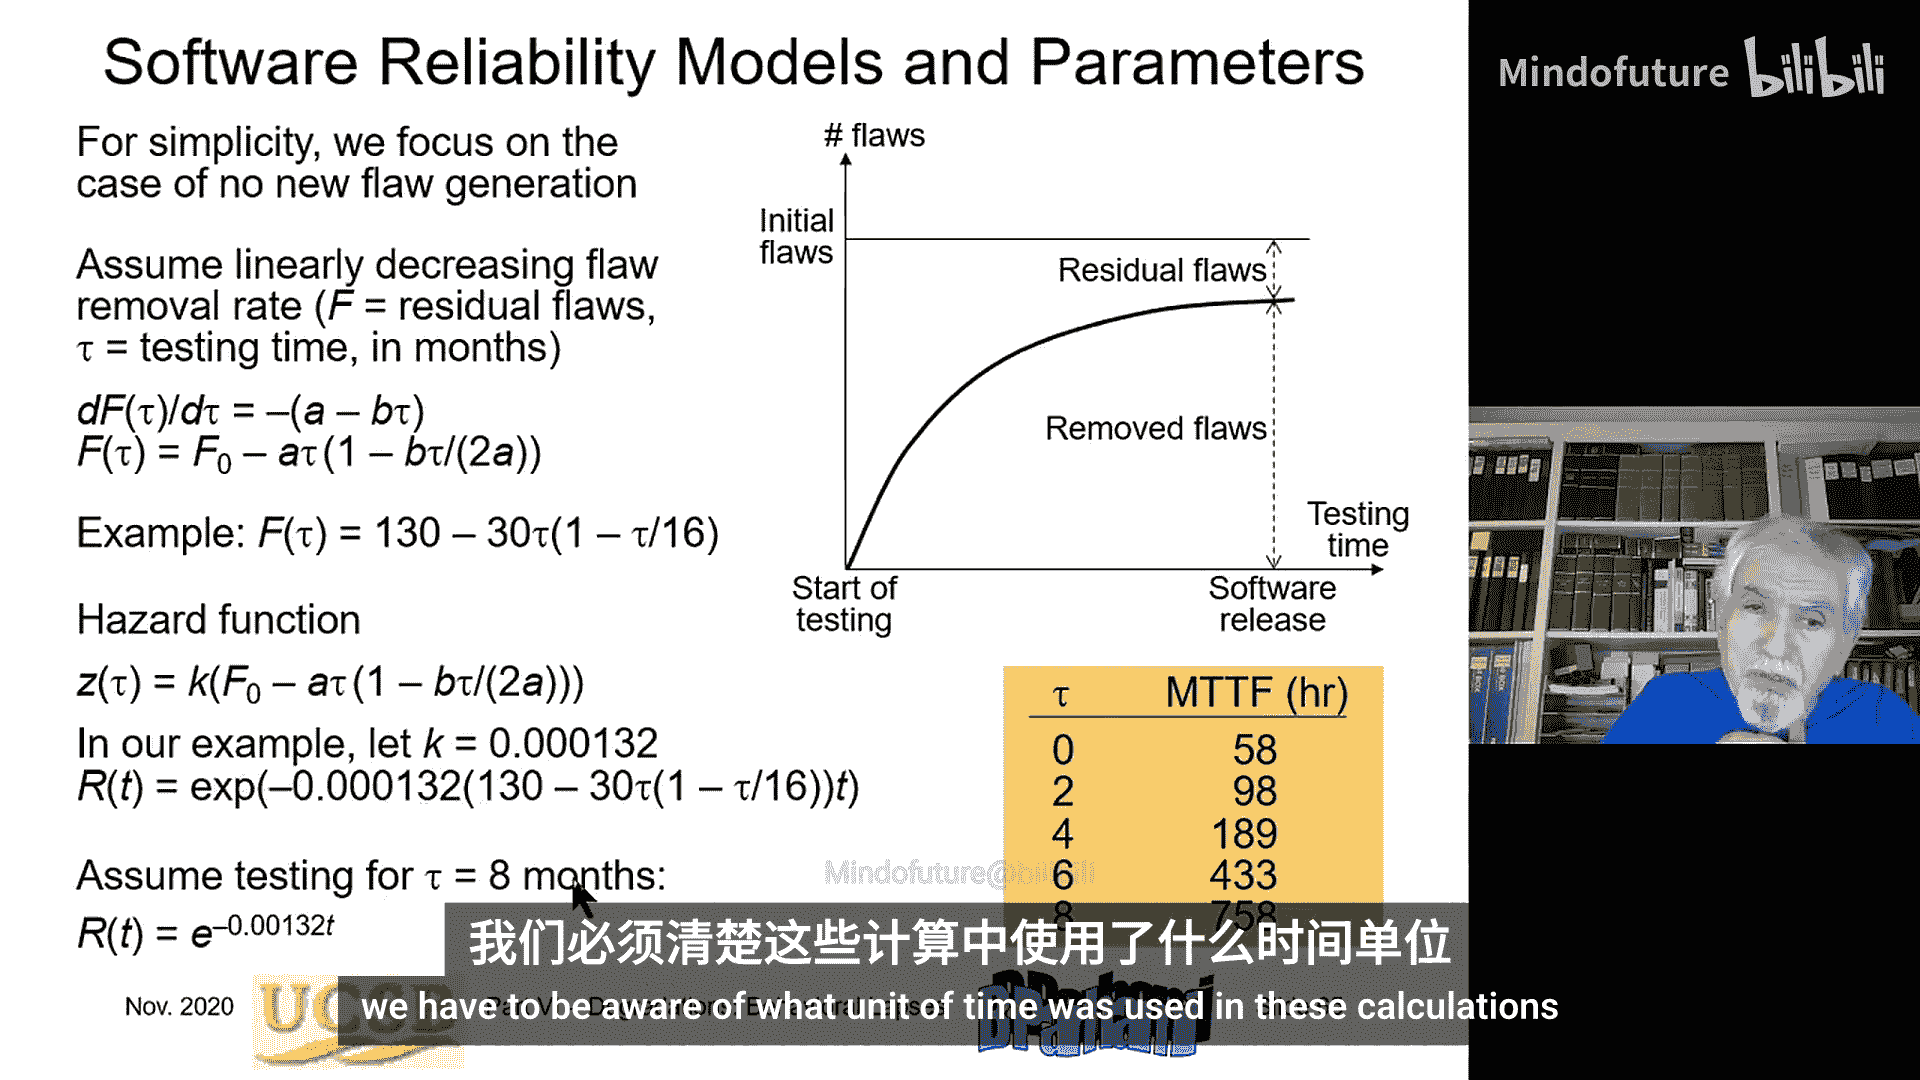 Software Reliability Models and Parameters
Mindofuture bilibili
For simplicity, we focus on the
case of no new flaw generation
Assume linearly decreasing flaw
removal rate (F = residual flaws,
τ = testing time, in months)
dF(τ)/dτ = –(a – bτ)
F(τ) = F₀ – aτ(1 – bτ/(2a))
Example: F(τ) = 130 – 30τ(1 – τ/16)
Hazard function
z(τ) = k(F₀ – aτ(1 – bτ/(2a)))
In our example, let k = 0.000132
R(t) = exp(–0.000132(130 – 30τ(1 – τ/16))t)
Assume testing for τ = 8 months:
R(t) = e^–0.00132t
# flaws
Initial
flaws
Residual flaws
Removed flaws
Testing
time
Start of
testing
Software
release
τ MTTF (hr)
0 58
2 98
4 189
6 433
8 758
Mindofuture@bilibili
我们必须清楚这些计算中使用了什么时间单位
we have to be aware of what unit of time was used in these calculations
Nov. 2020
UCSB